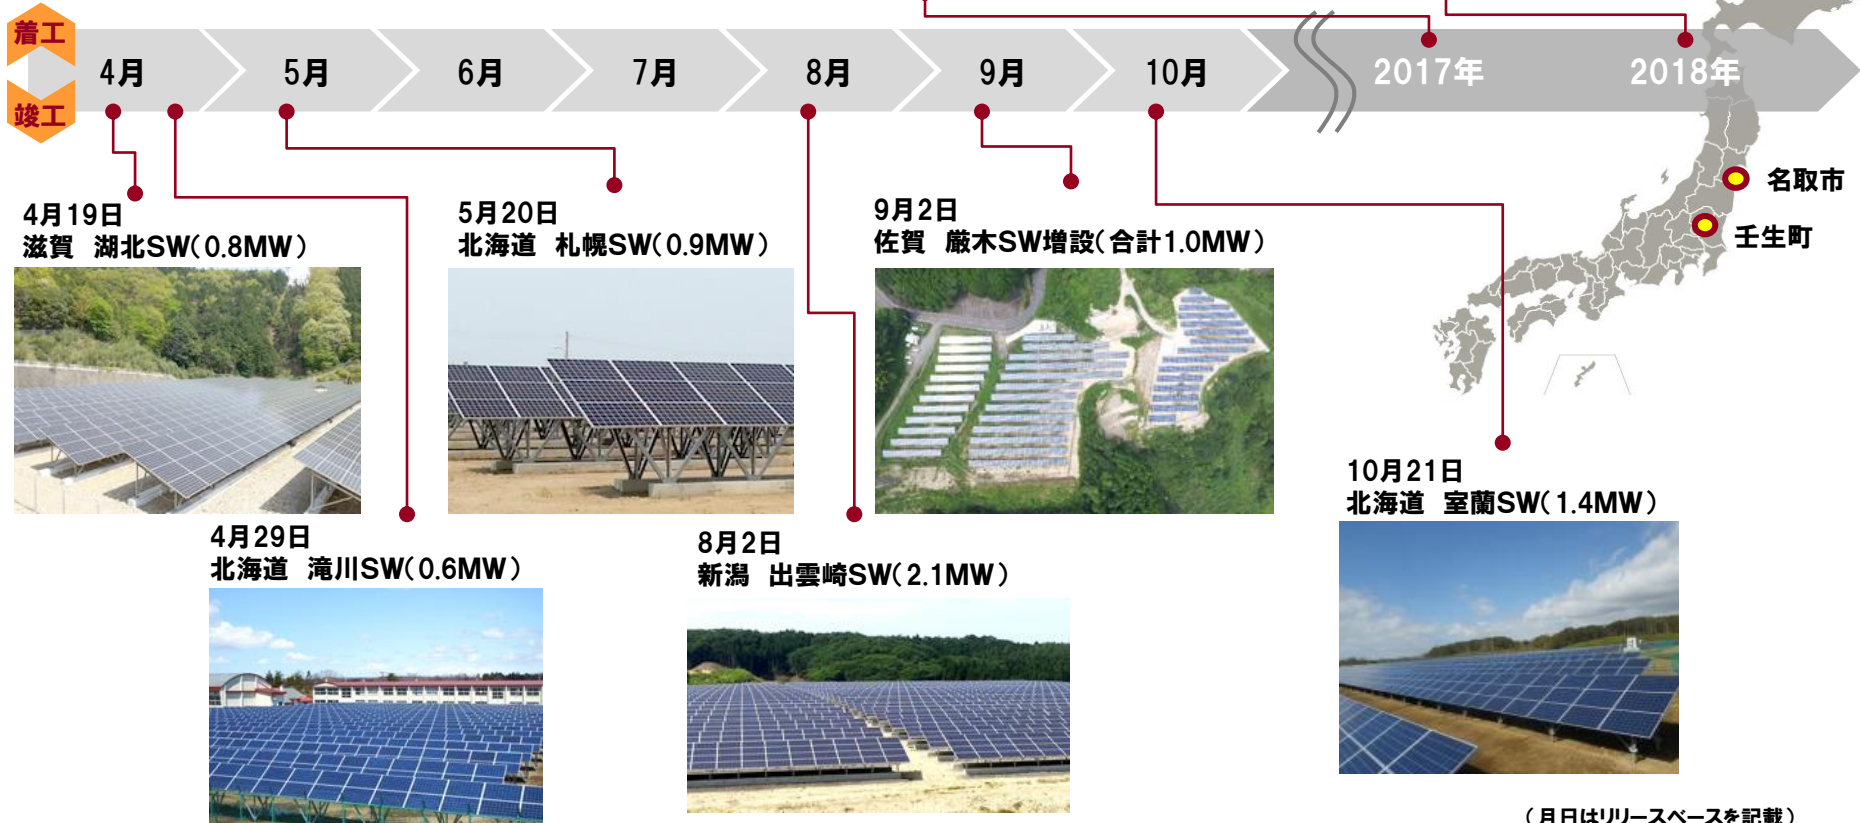 着工
4月
5月
6月
7月
8月
9月
10月
2017年
2018年
竣工
名取市
壬生町
4月19日
滋賀 湖北SW(0.8MW)
5月20日
北海道 札幌SW(0.9MW)
9月2日
佐賀 厳木SW増設(合計1.0MW)
10月21日
北海道 室蘭SW(1.4MW)
4月29日
北海道 滝川SW(0.6MW)
8月2日
新潟 出雲崎SW(2.1MW)
(月日はリリースベースを記載)